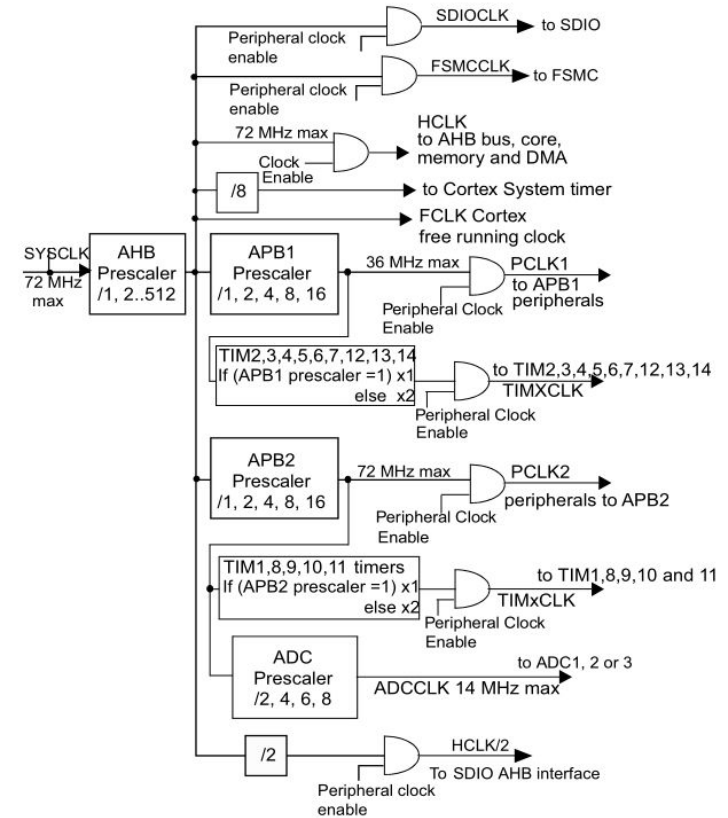 SDIOCLK
to SDIO
Peripheral clock
enable
FSMCCLK
to FSMC
Peripheral clock
enable
HCLK
72 MHz max
to AHB bus, core,
memory and DMA
Clock
Enable
/8
to Cortex System timer
FCLK Cortex
free running clock
SYSCLK
72 MHz
max
AHB
Prescaler
/1, 2..512
APB1
Prescaler
/1, 2, 4, 8, 16
36 MHz max
PCLK1
to APB1
peripherals
Peripheral Clock
Enable
TIM2,3,4,5,6,7,12,13,14
If (APB1 prescaler =1) x1
else x2
to TIM2,3,4,5,6,7,12,13,14
TIMXCLK
Peripheral Clock
Enable
APB2
Prescaler
/1, 2, 4, 8, 16
72 MHz max
PCLK2
peripherals to APB2
Peripheral Clock
Enable
TIM1,8,9,10,11 timers
If (APB2 prescaler =1) x1
else x2
to TIM1,8,9,10 and 11
TIMxCLK
Peripheral Clock
Enable
ADC
Prescaler
/2, 4, 6, 8
to ADC1, 2 or 3
ADCCLK 14 MHz max
/2
HCLK/2
To SDIO AHB interface
Peripheral clock
enable